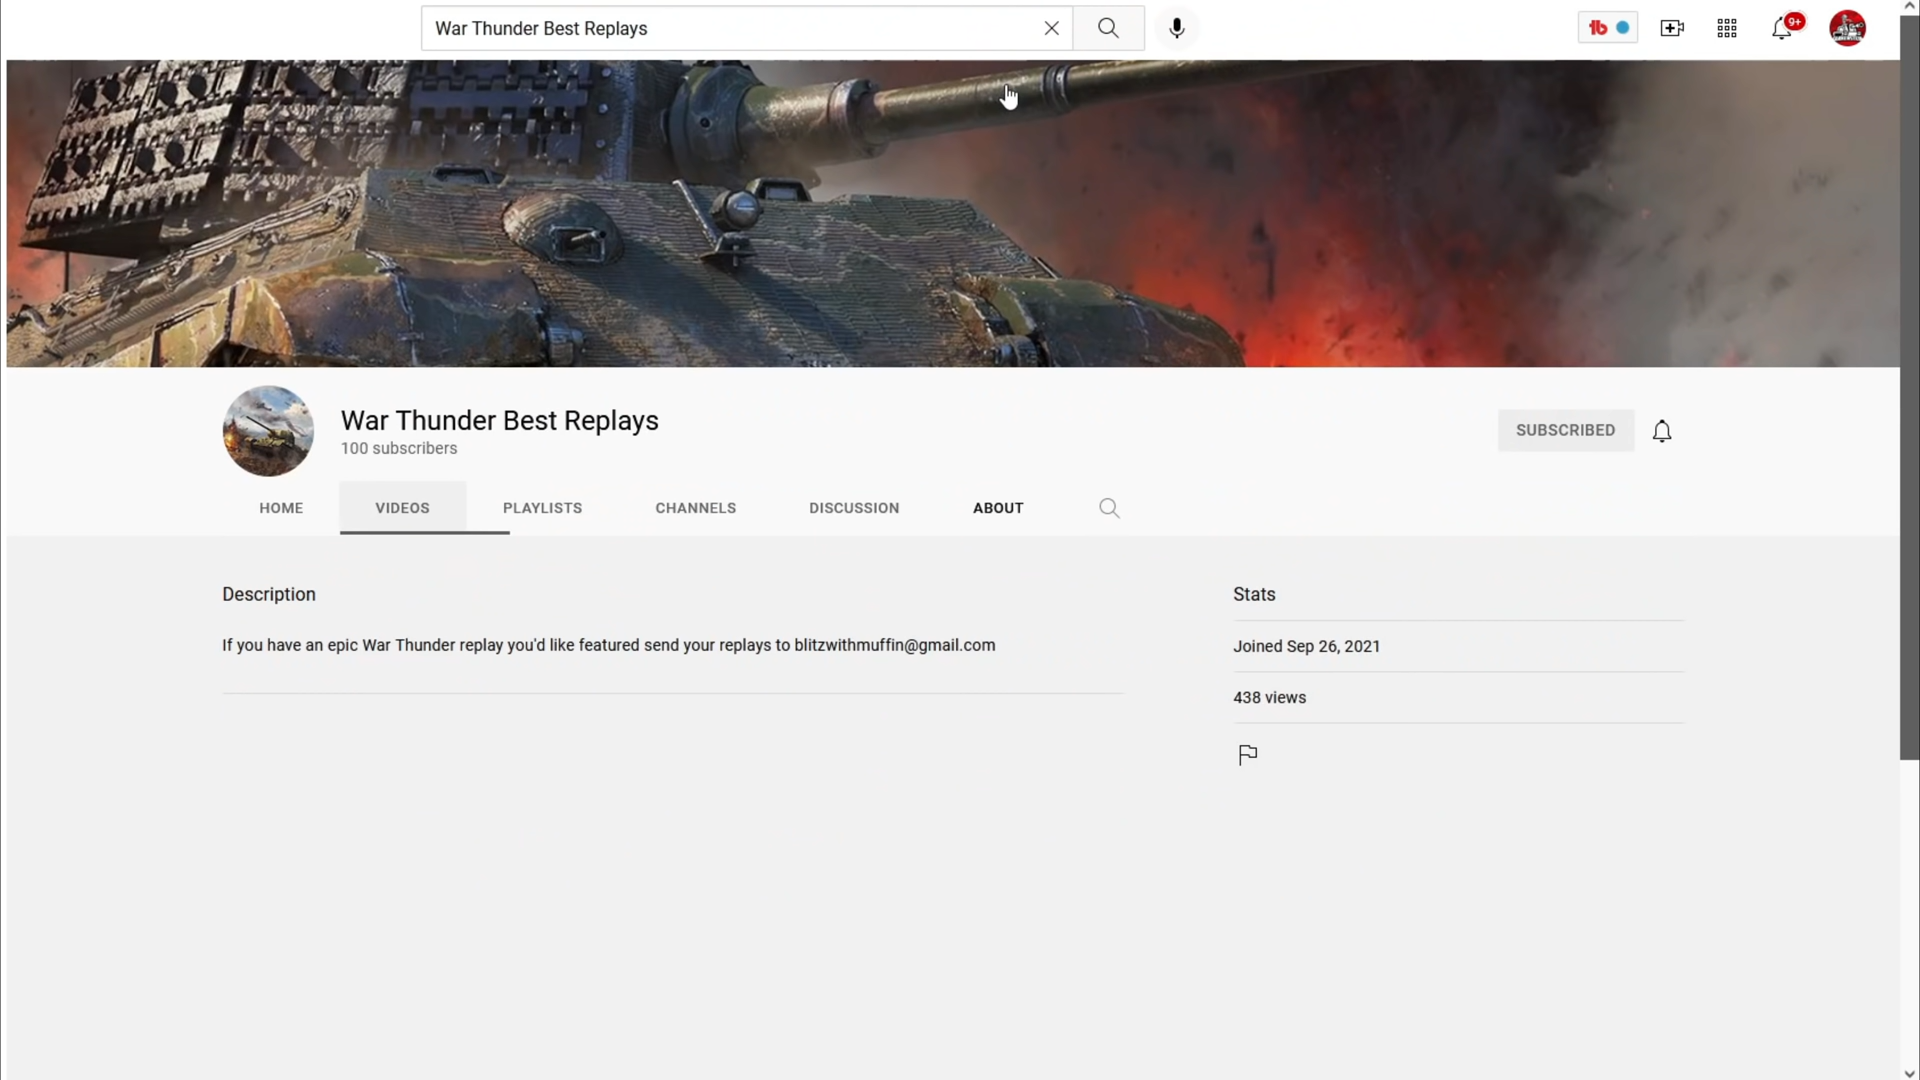 War Thunder Best Replays
tb
9+
War Thunder Best Replays
100 subscribers
SUBSCRIBED
HOME
VIDEOS
PLAYLISTS
CHANNELS
DISCUSSION
ABOUT
Description
If you have an epic War Thunder replay you'd like featured send your replays to blitzwithmuffin@gmail.com
Stats
Joined Sep 26, 2021
438 views